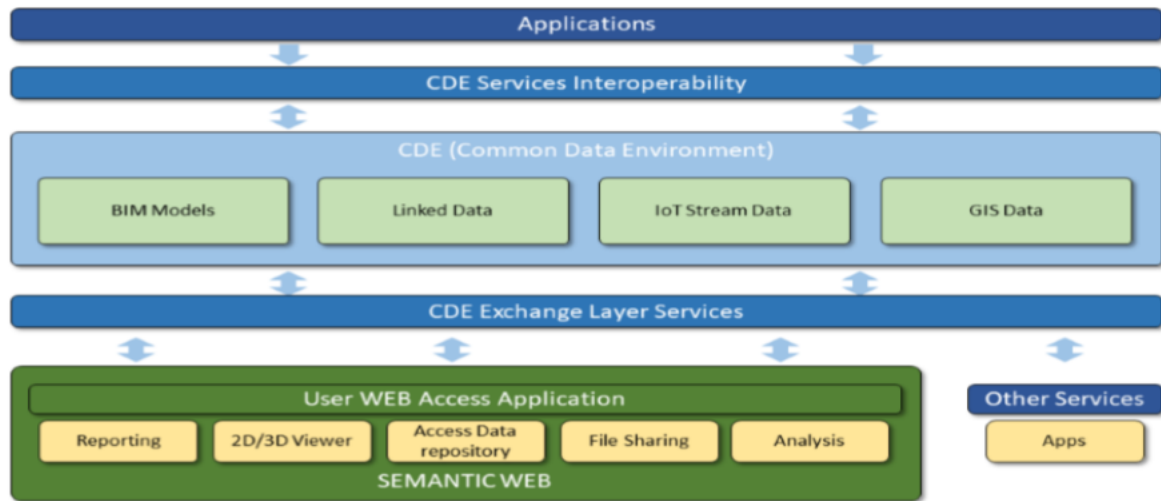 Applications
CDE Services Interoperability
CDE (Common Data Environment)
BIM Models
Linked Data
IoT Stream Data
GIS Data
CDE Exchange Layer Services
User WEB Access Application
Other Services
Reporting
2D/3D Viewer
Access Data
repository
File Sharing
Analysis
Apps
SEMANTIC WEB